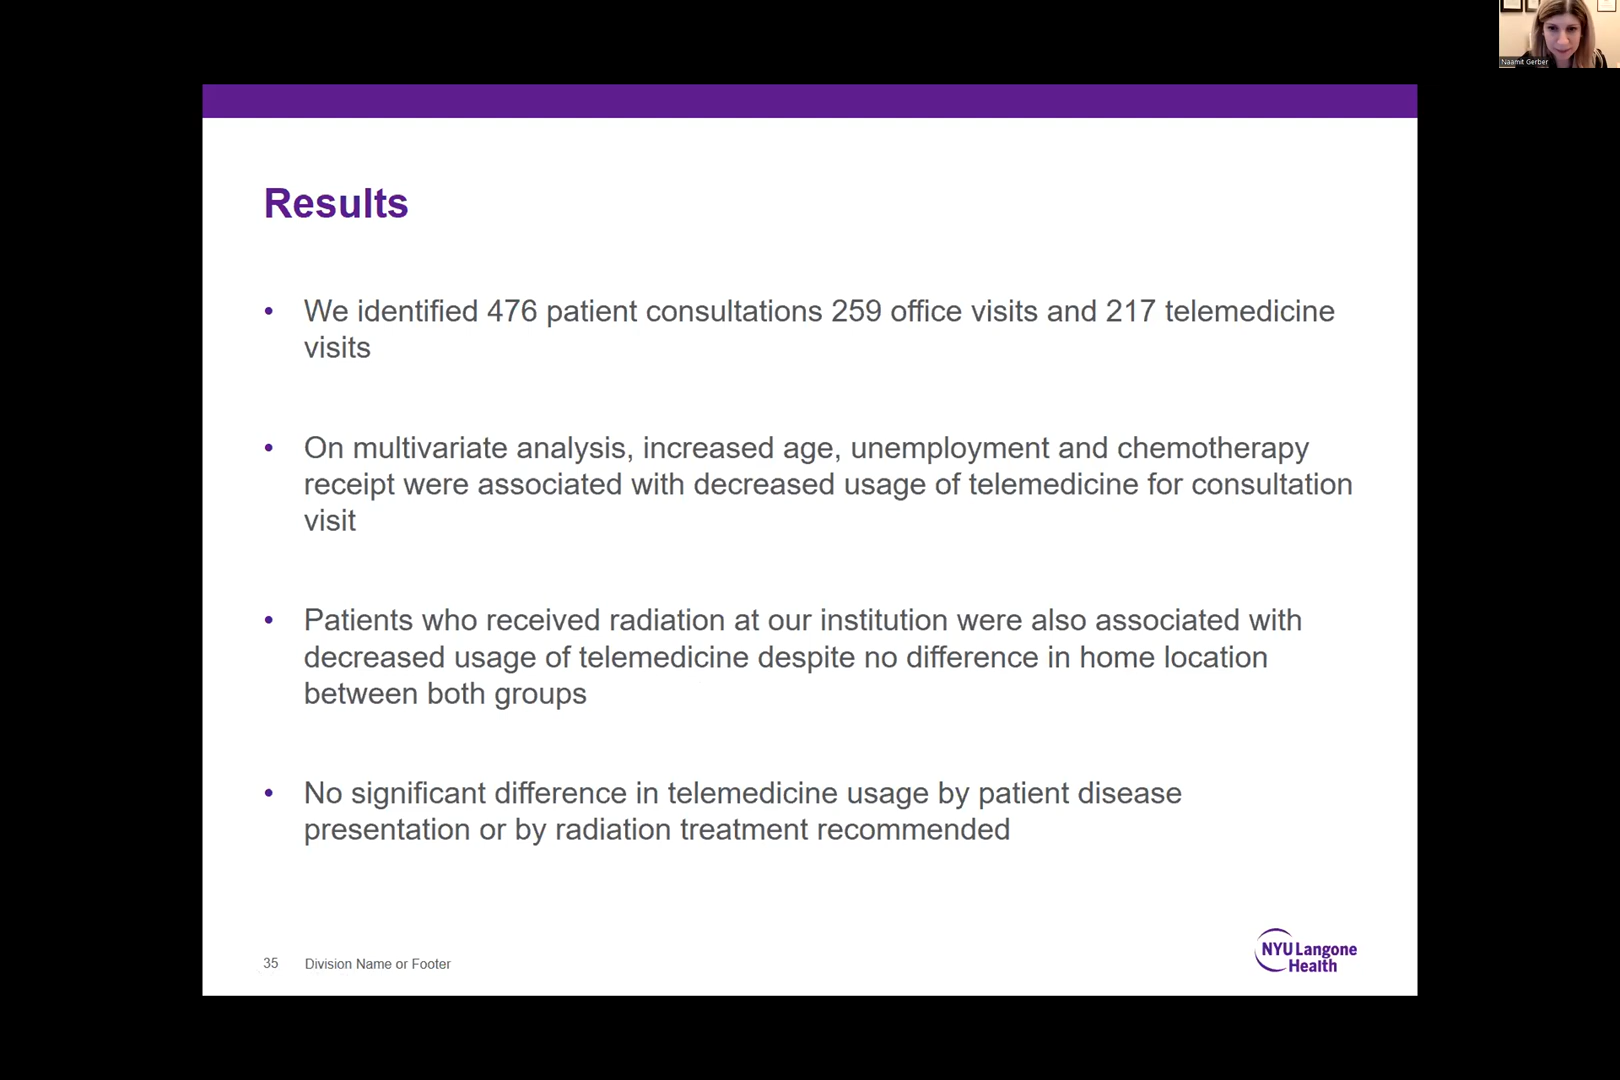 Naamit Gerber
Results
• We identified 476 patient consultations 259 office visits and 217 telemedicine
visits
• On multivariate analysis, increased age, unemployment and chemotherapy
receipt were associated with decreased usage of telemedicine for consultation
visit
• Patients who received radiation at our institution were also associated with
decreased usage of telemedicine despite no difference in home location
between both groups
• No significant difference in telemedicine usage by patient disease
presentation or by radiation treatment recommended
35 Division Name or Footer
NYU Langone
Health